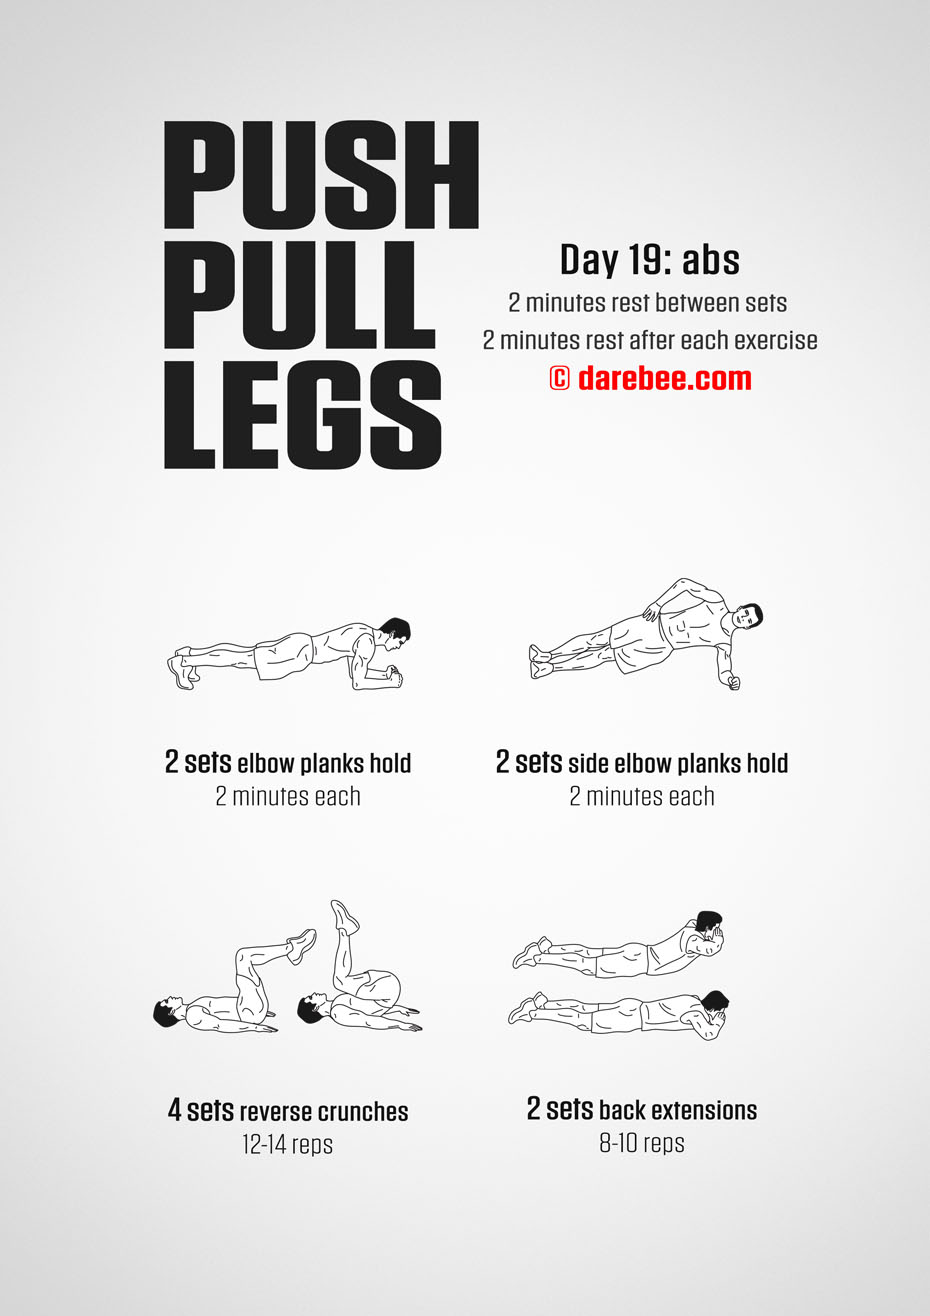 PUSH
PULL
LEGS
Day 19: abs
2 minutes rest between sets
2 minutes rest after each exercise
© darebee.com
2 sets elbow planks hold
2 minutes each
2 sets side elbow planks hold
2 minutes each
4 sets reverse crunches
12-14 reps
2 sets back extensions
8-10 reps